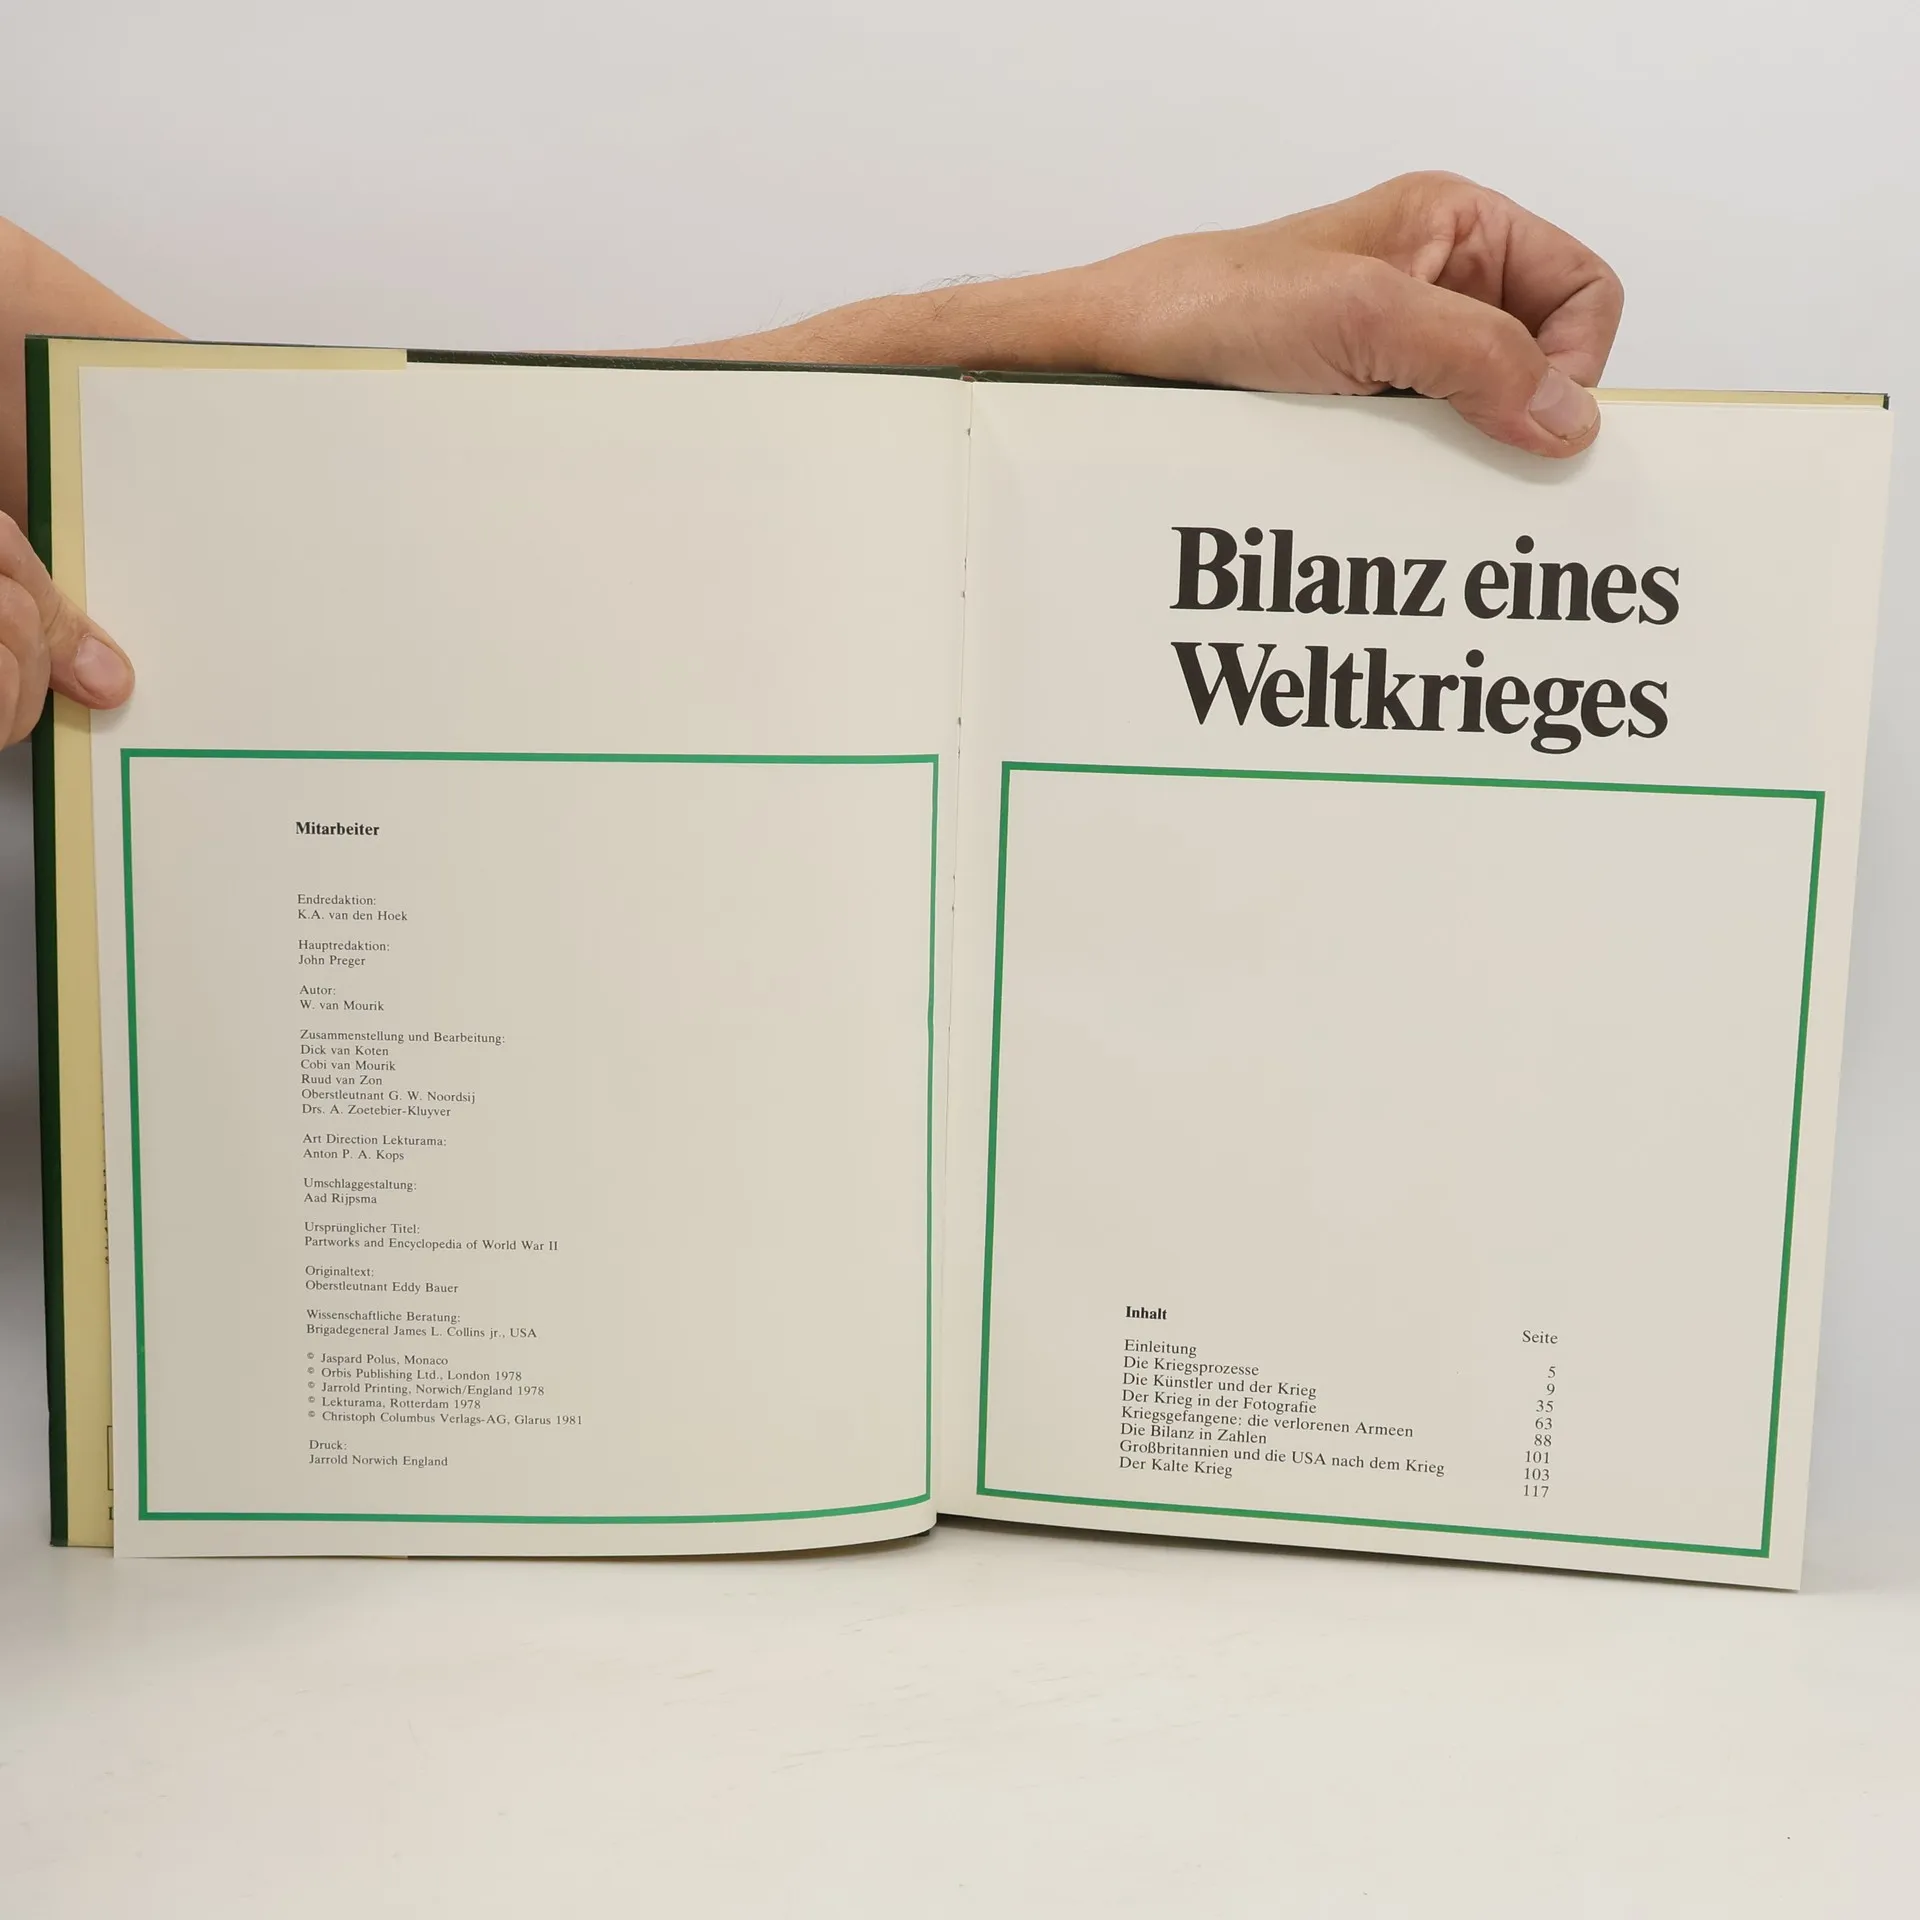 Mitarbeiter
Endredaktion:
K.A. van den Hoek
Hauptredaktion:
John Preger
Autor:
W. van Mourik
Zusammenstellung und Bearbeitung:
Dick van Koten
Cobi van Mourik
Ruud van Zon
Oberstleutnant G. W. Noordsij
Drs. A. Zoetebier-Kluyver
Art Direction Lekturama:
Anton P. A. Kops
Umschlaggestaltung:
Aad Rijpsma
Ursprünglicher Titel:
Partworks and Encyclopedia of World War II
Originaltext:
Oberstleutnant Eddy Bauer
Wissenschaftliche Beratung:
Brigadegeneral James L. Collins jr., USA
© Jaspard Polus, Monaco
© Orbis Publishing Ltd., London 1978
© Jarrold Printing, Norwich/England 1978
© Lekturama, Rotterdam 1978
© Christoph Columbus Verlags-AG, Glarus 1981
Druck:
Jarrold Norwich England
Bilanz eines
Weltkrieges
Inhalt
Seite
Einleitung 5
Die Kriegsprozesse 9
Die Künstler und der Krieg 35
Der Krieg in der Fotografie 63
Kriegsgefangene: die verlorenen Armeen 88
Die Bilanz in Zahlen 101
Großbritannien und die USA nach dem Krieg 103
Der Kalte Krieg 117